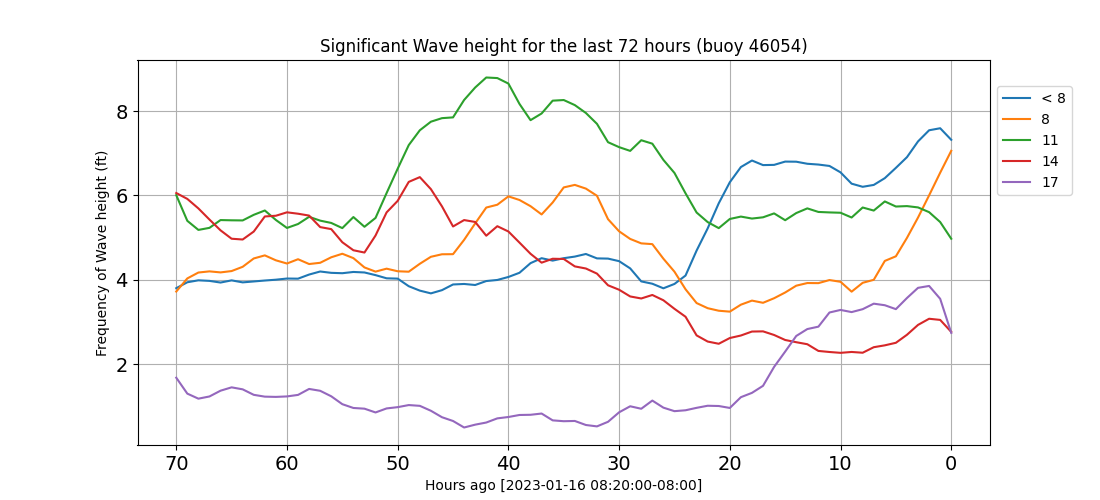 Significant Wave height for the last 72 hours (buoy 46054)
Frequency of Wave height (ft)
8
6
4
2
70 60 50 40 30 20 10 0
Hours ago [2023-01-16 08:20:00-08:00]
< 8
8
11
14
17